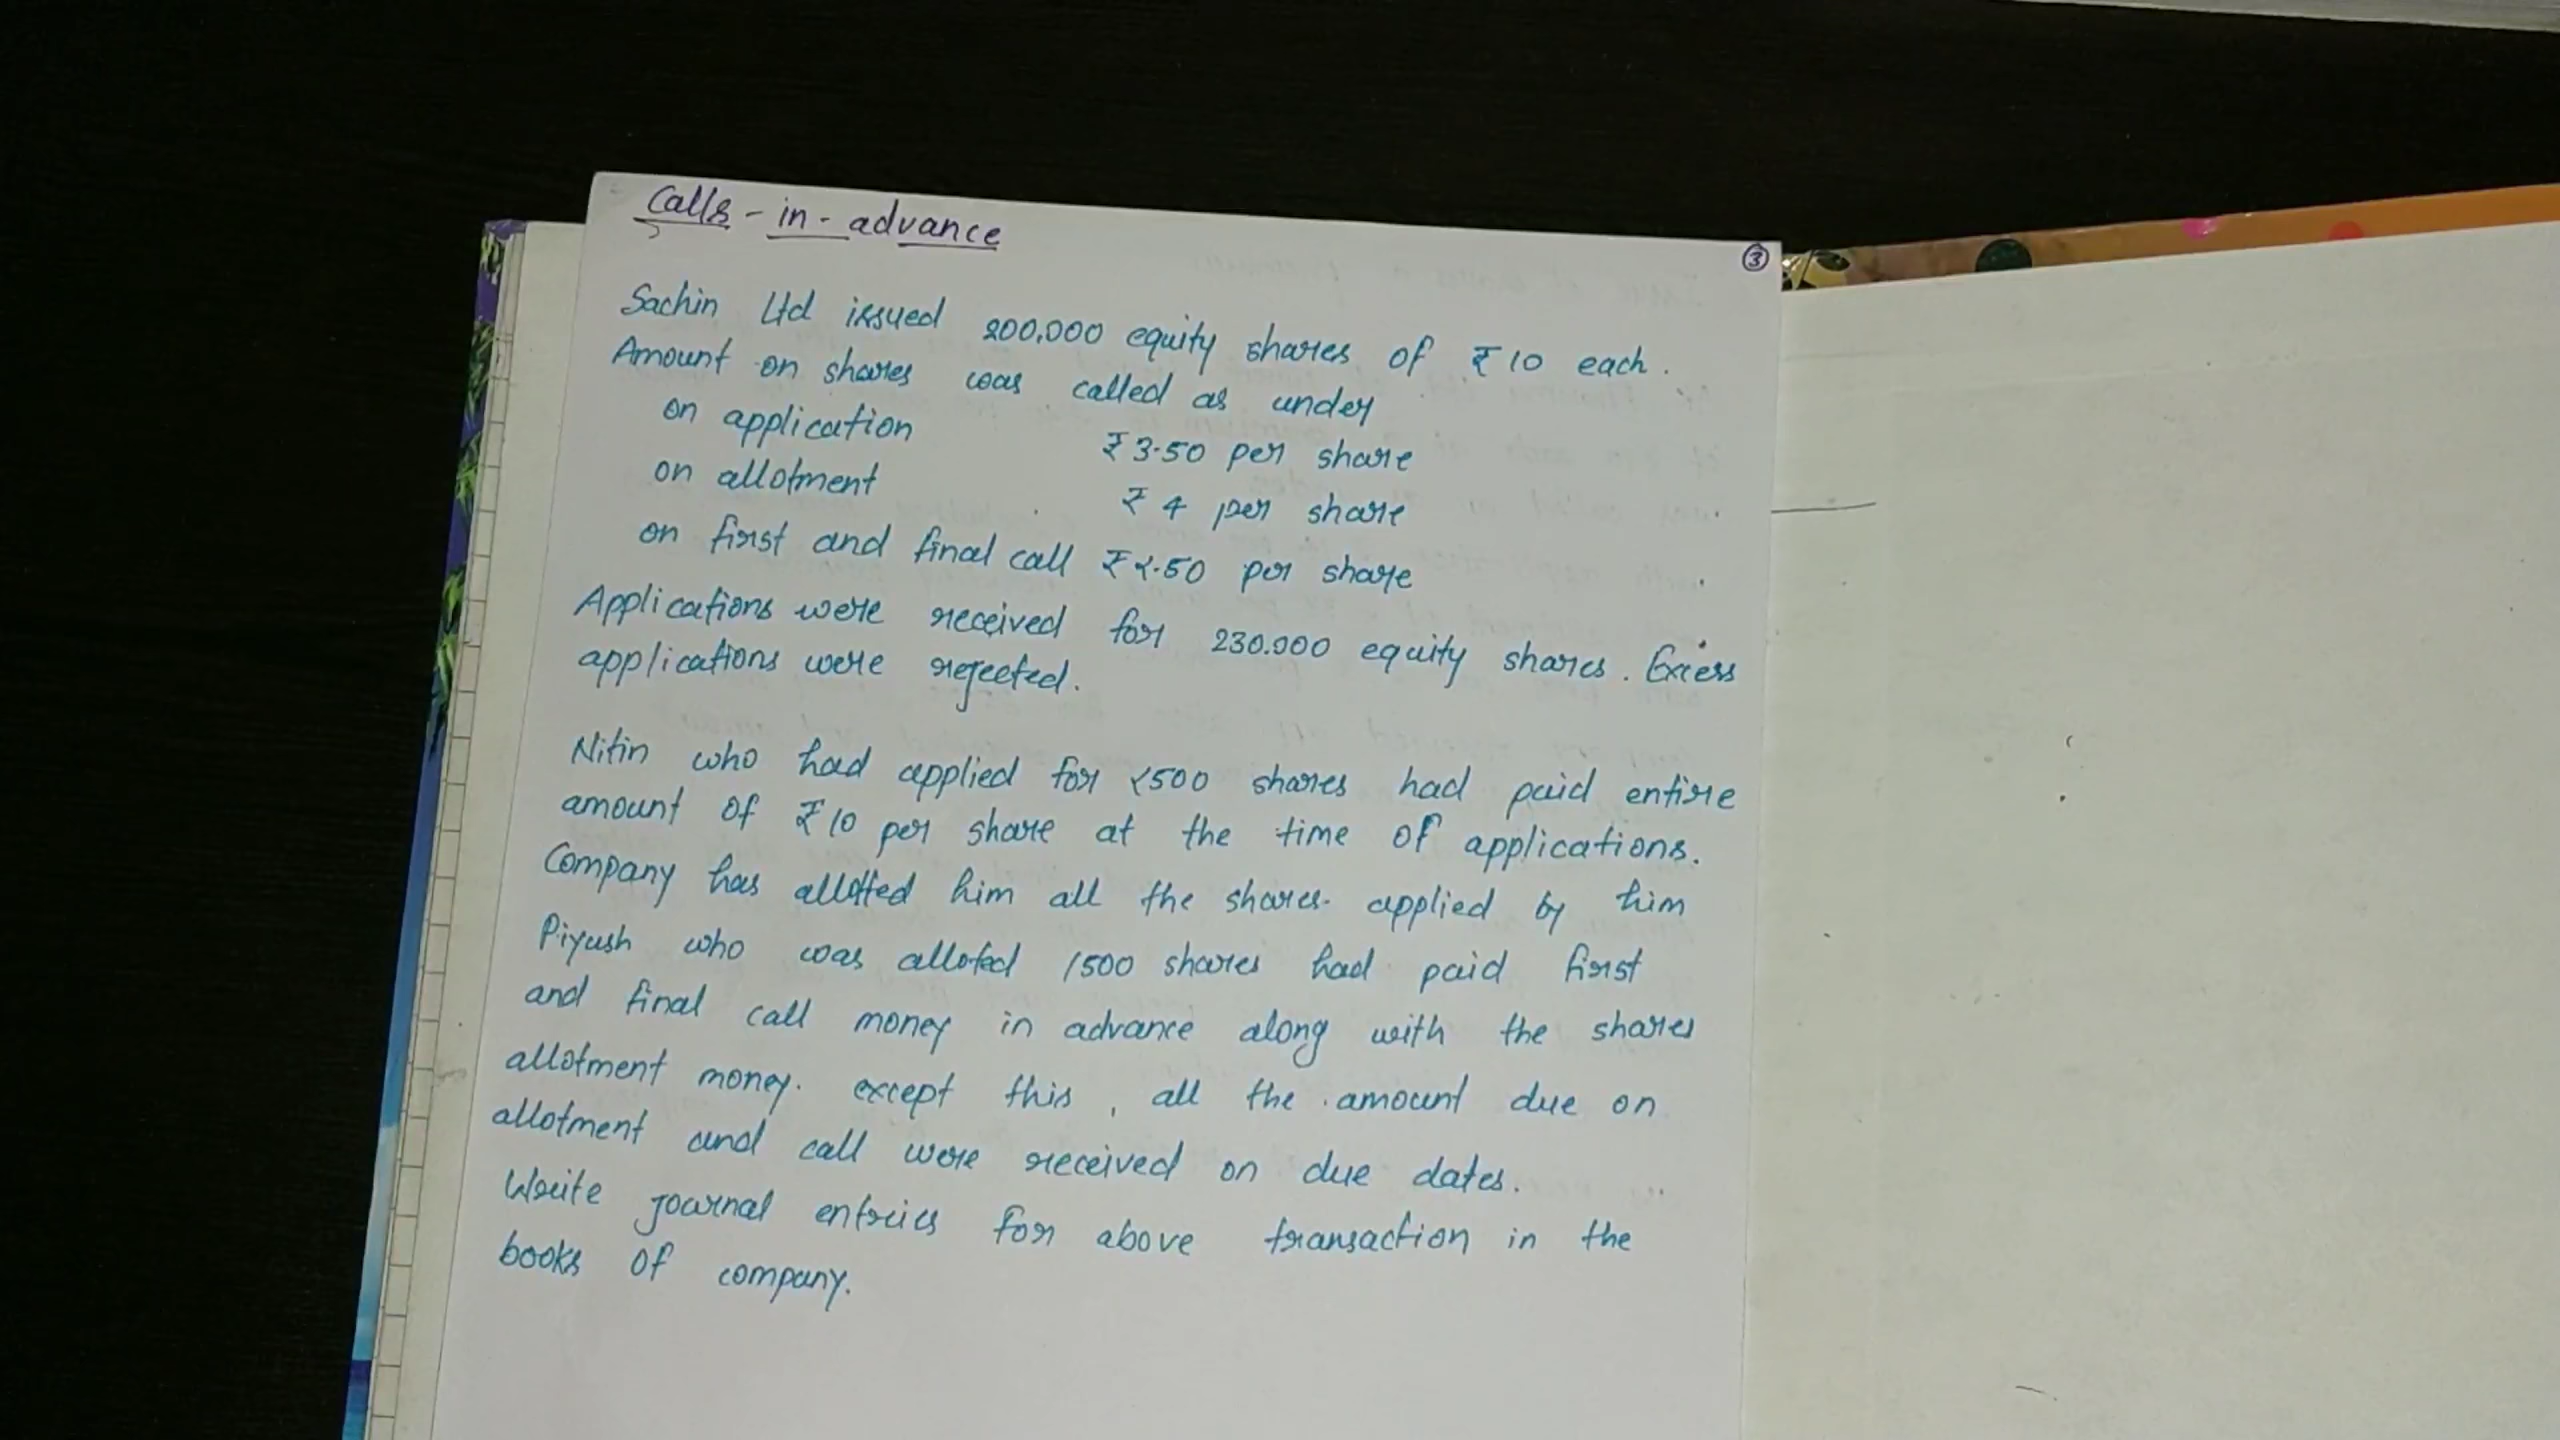 Calls - in - advance
3
Sachin Ltd issued 200,000 equity shares of ₹ 10 each.
Amount on shares was called as under
on application ₹ 3.50 per share
on allotment ₹ 4 per share
on first and final call ₹ 2.50 per share
Applications were received for 230.000 equity shares. Excess
applications were rejected.
Nitin who had applied for 2500 shares had paid entire
amount of ₹ 10 per share at the time of applications.
Company has allotted him all the shares. applied by him
Piyush who was alloted 1500 shares had paid first
and final call money in advance along with the shares
allotment money. except this, all the amount due on
allotment and call were received on due dates.
Write journal entries for above transaction in the
books of company.